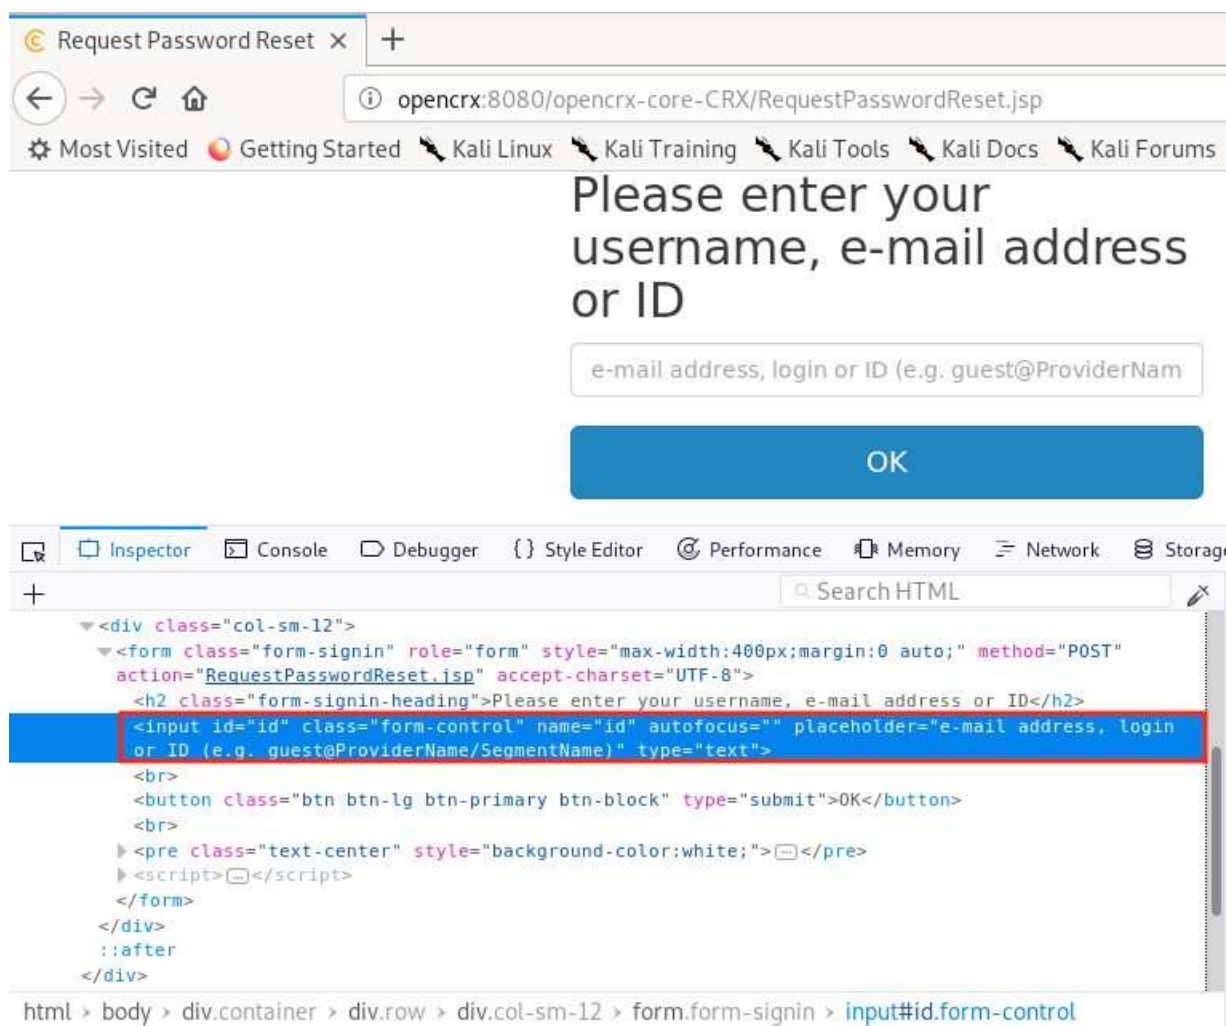 Request Password Reset
opencrx:8080/opencrx-core-CRX/RequestPasswordReset.jsp
Most Visited Getting Started Kali Linux Kali Training Kali Tools Kali Docs Kali Forums
Please enter your
username, e-mail address
or ID
e-mail address, login or ID (e.g. guest@ProviderNam
OK
Inspector Console Debugger {} Style Editor Performance Memory Network Storage
+ Search HTML
<div class="col-sm-12">
<form class="form-signin" role="form" style="max-width:400px;margin:0 auto;" method="POST"
action="RequestPasswordReset.jsp" accept-charset="UTF-8">
<h2 class="form-signin-heading">Please enter your username, e-mail address or ID</h2>
<input id="id" class="form-control" name="id" autofocus="" placeholder="e-mail address, login
or ID (e.g. guest@ProviderName/SegmentName)" type="text">
<br>
<button class="btn btn-lg btn-primary btn-block" type="submit">OK</button>
<br>
<pre class="text-center" style="background-color:white;">…</pre>
<script>…</script>
</form>
</div>
::after
</div>
html > body > div.container > div.row > div.col-sm-12 > form.form-signin > input#id.form-control